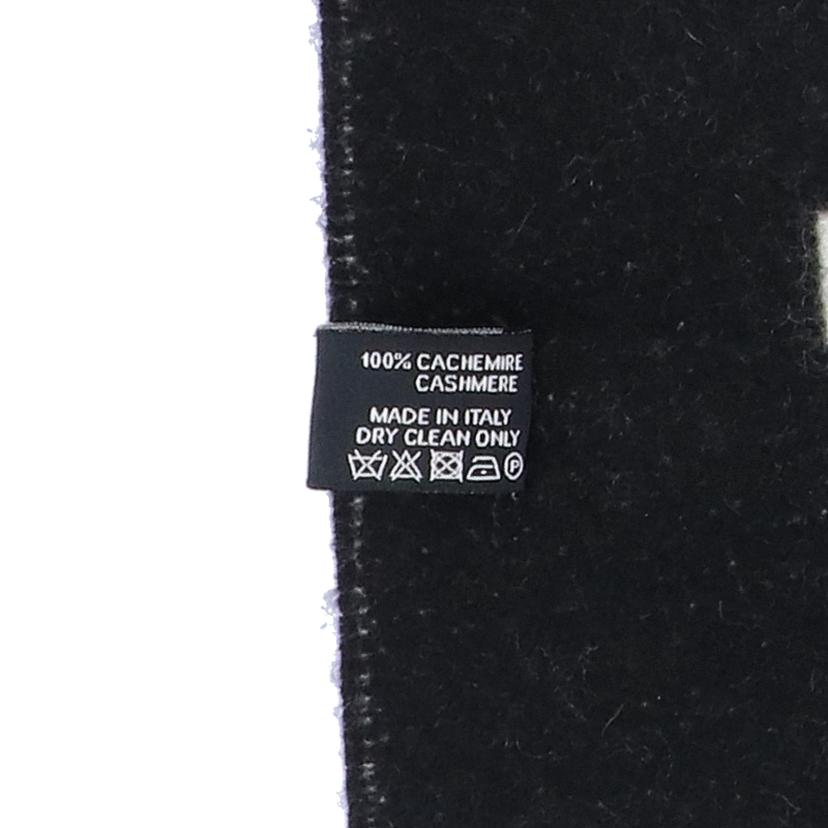 100% CACHEMIRE
CASHMERE
MADE IN ITALY
DRY CLEAN ONLY
P